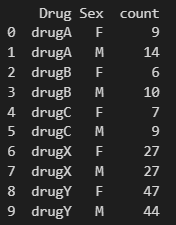 Drug Sex count
0 drugA F 9
1 drugA M 14
2 drugB F 6
3 drugB M 10
4 drugC F 7
5 drugC M 9
6 drugX F 27
7 drugX M 27
8 drugY F 47
9 drugY M 44